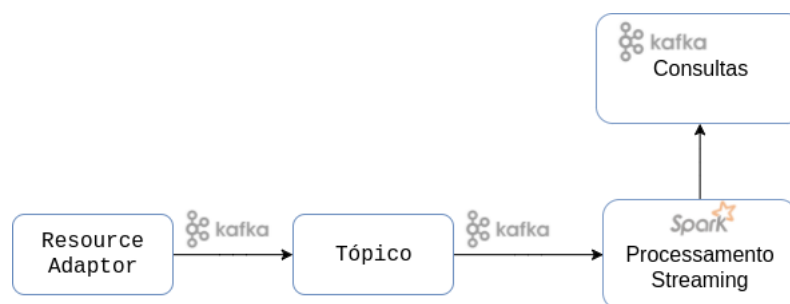 kafka
Consultas
Resource
Adaptor
kafka
Tópico
kafka
Spark
Processamento
Streaming